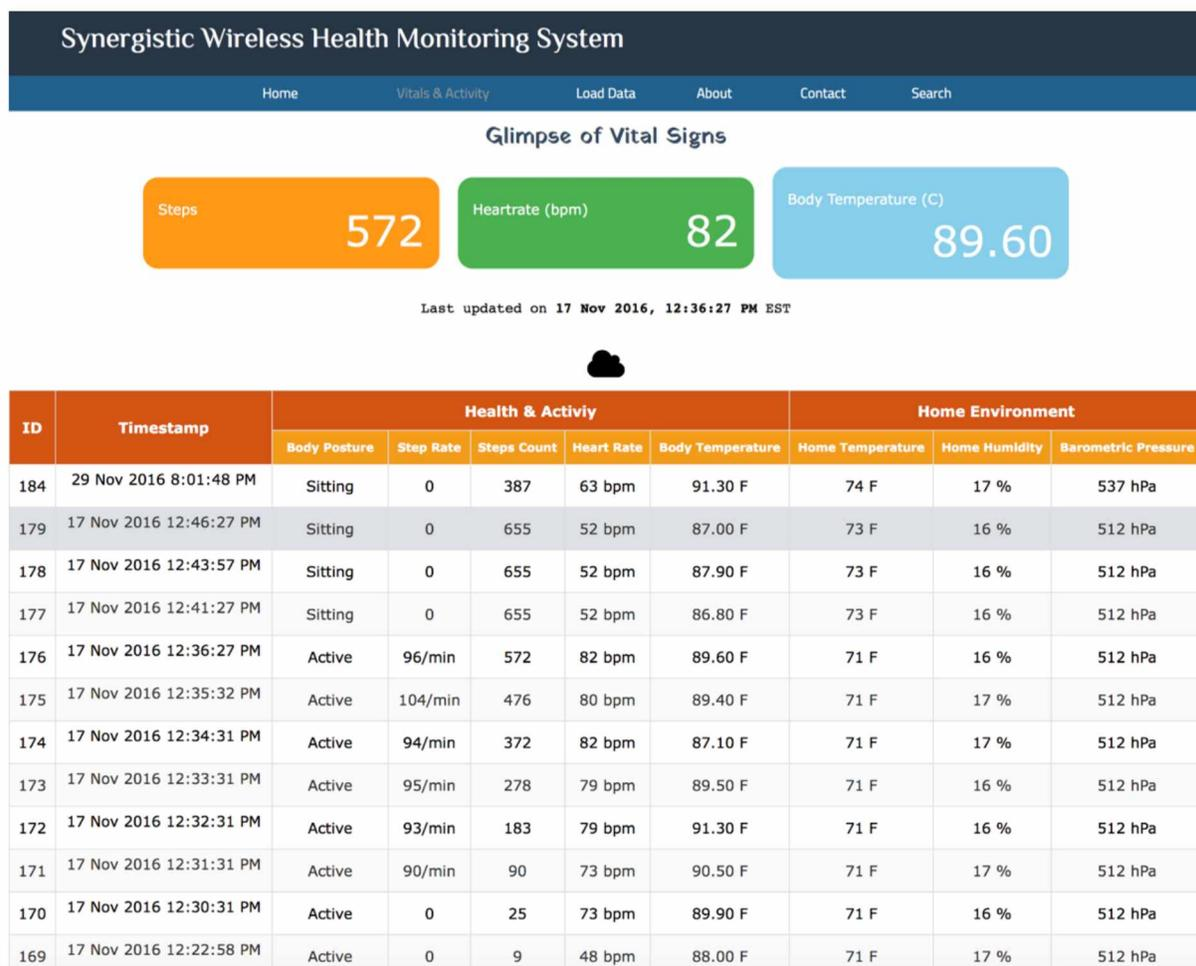 Synergistic Wireless Health Monitoring System
Home Vitals & Activity Load Data About Contact Search
Glimpse of Vital Signs
Steps
572
Heartrate (bpm)
82
Body Temperature (C)
89.60
Last updated on 17 Nov 2016, 12:36:27 PM EST
ID Timestamp Health & Activiy Home Environment
Body Posture Step Rate Steps Count Heart Rate Body Temperature Home Temperature Home Humidity Barometric Pressure
184 29 Nov 2016 8:01:48 PM Sitting 0 387 63 bpm 91.30 F 74 F 17 % 537 hPa
179 17 Nov 2016 12:46:27 PM Sitting 0 655 52 bpm 87.00 F 73 F 16 % 512 hPa
178 17 Nov 2016 12:43:57 PM Sitting 0 655 52 bpm 87.90 F 73 F 16 % 512 hPa
177 17 Nov 2016 12:41:27 PM Sitting 0 655 52 bpm 86.80 F 73 F 16 % 512 hPa
176 17 Nov 2016 12:36:27 PM Active 96/min 572 82 bpm 89.60 F 71 F 16 % 512 hPa
175 17 Nov 2016 12:35:32 PM Active 104/min 476 80 bpm 89.40 F 71 F 17 % 512 hPa
174 17 Nov 2016 12:34:31 PM Active 94/min 372 82 bpm 87.10 F 71 F 17 % 512 hPa
173 17 Nov 2016 12:33:31 PM Active 95/min 278 79 bpm 89.50 F 71 F 16 % 512 hPa
172 17 Nov 2016 12:32:31 PM Active 93/min 183 79 bpm 91.30 F 71 F 16 % 512 hPa
171 17 Nov 2016 12:31:31 PM Active 90/min 90 73 bpm 90.50 F 71 F 17 % 512 hPa
170 17 Nov 2016 12:30:31 PM Active 0 25 73 bpm 89.90 F 71 F 16 % 512 hPa
169 17 Nov 2016 12:22:58 PM Active 0 9 48 bpm 88.00 F 71 F 17 % 512 hPa